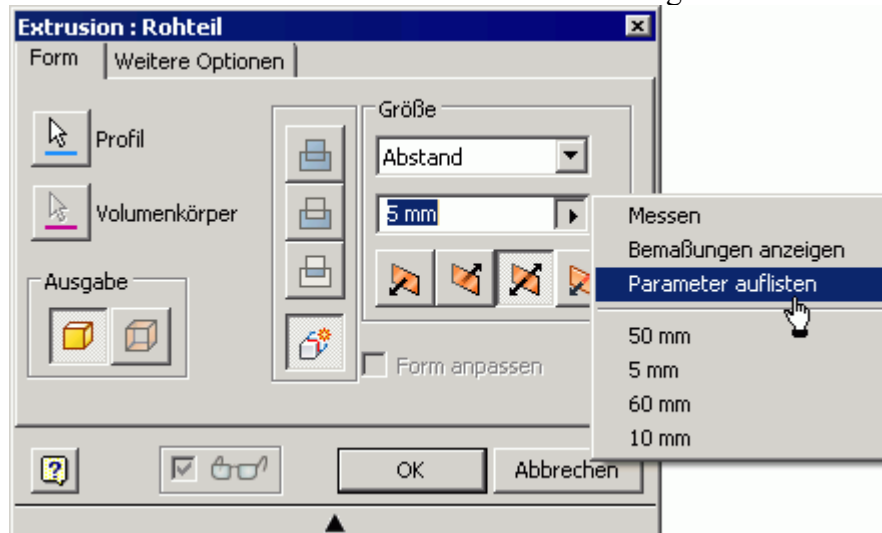 Extrusion : Rohteil
Form Weitere Optionen
Profil
Volumenkörper
Ausgabe
Größe
Abstand
5 mm
Form anpassen
Messen
Bemaßungen anzeigen
Parameter auflisten
50 mm
5 mm
60 mm
10 mm
?
OK Abbrechen